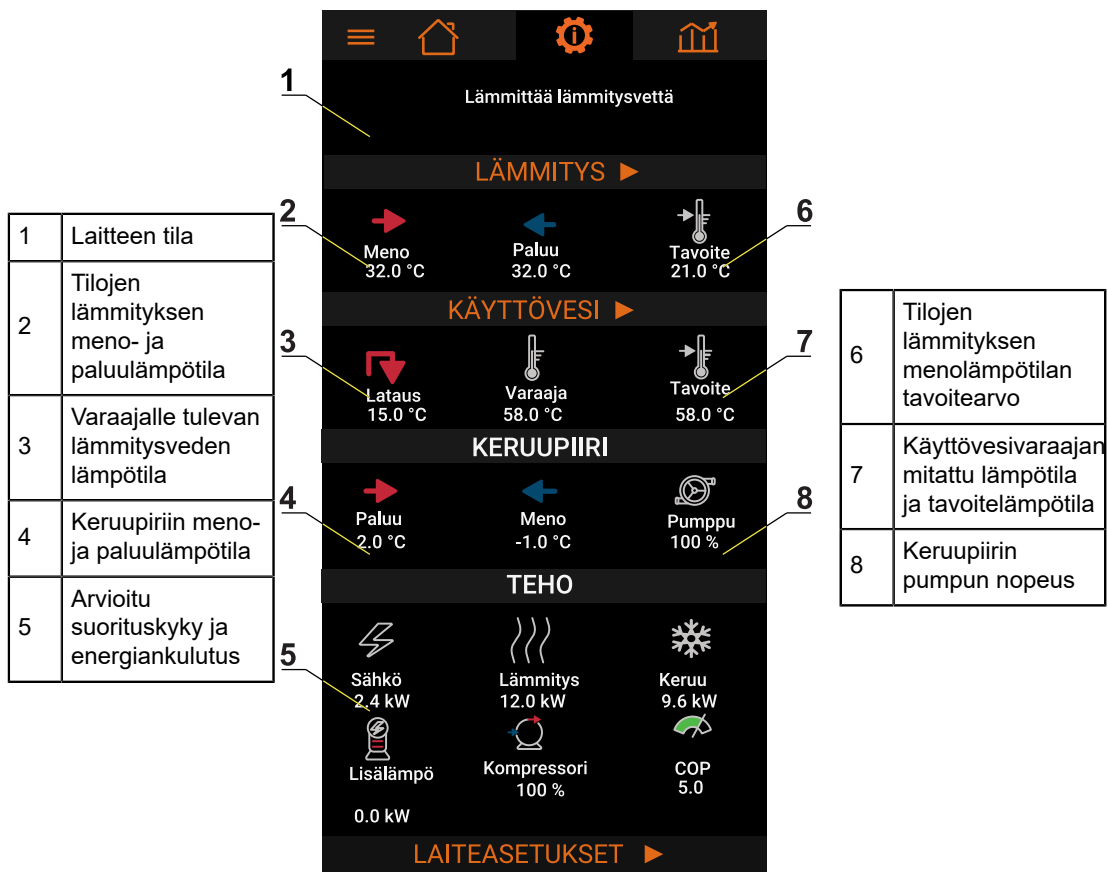 1
Laitteen tila
2
Tilojen
lämmityksen
meno- ja
paluulämpötila
3
Varaajalle tulevan
lämmitysveden
lämpötila
4
Keruupiriin meno-
ja paluulämpötila
5
Arvioitu
suorituskyky ja
energiankulutus
1
Lämmittää lämmitysvettä
LÄMMITYS ►
2
6
Meno
32.0 °C
Paluu
32.0 °C
Tavoite
21.0 °C
KÄYTTÖVESI ►
3
7
Lataus
15.0 °C
Varaaja
58.0 °C
Tavoite
58.0 °C
KERUUPIIRI
4
8
Paluu
2.0 °C
Meno
-1.0 °C
Pumppu
100 %
TEHO
5
Sähkö
2.4 kW
Lämmitys
12.0 kW
Keruu
9.6 kW
Lisälämpö
0.0 kW
Kompressori
100 %
COP
5.0
LAITEASETUKSET ►
6
Tilojen
lämmityksen
menolämpötilan
tavoitearvo
7
Käyttövesivaraajan
mitattu lämpötila
ja tavoitelämpötila
8
Keruupiirin
pumpun nopeus